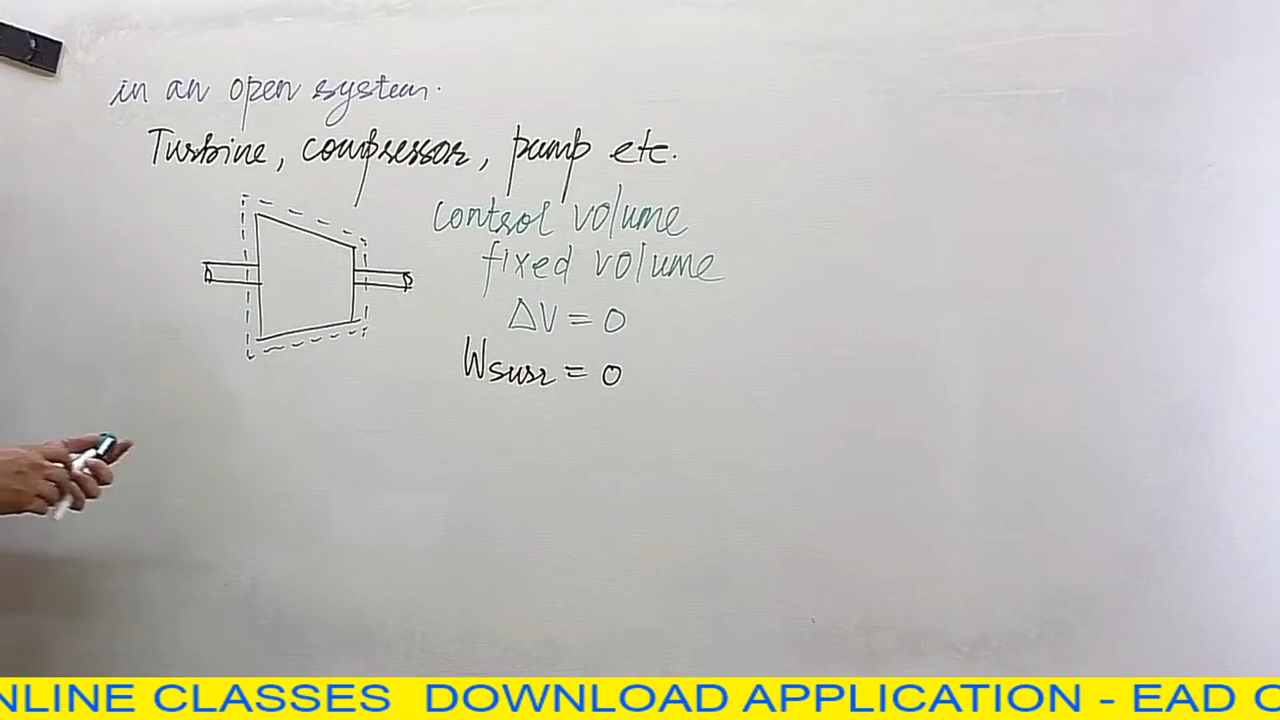 in an open system.
Turbine, compressor, pump etc.
control volume
fixed volume
ΔV = 0
Wsurr = 0
NLINE CLASSES DOWNLOAD APPLICATION - EAD